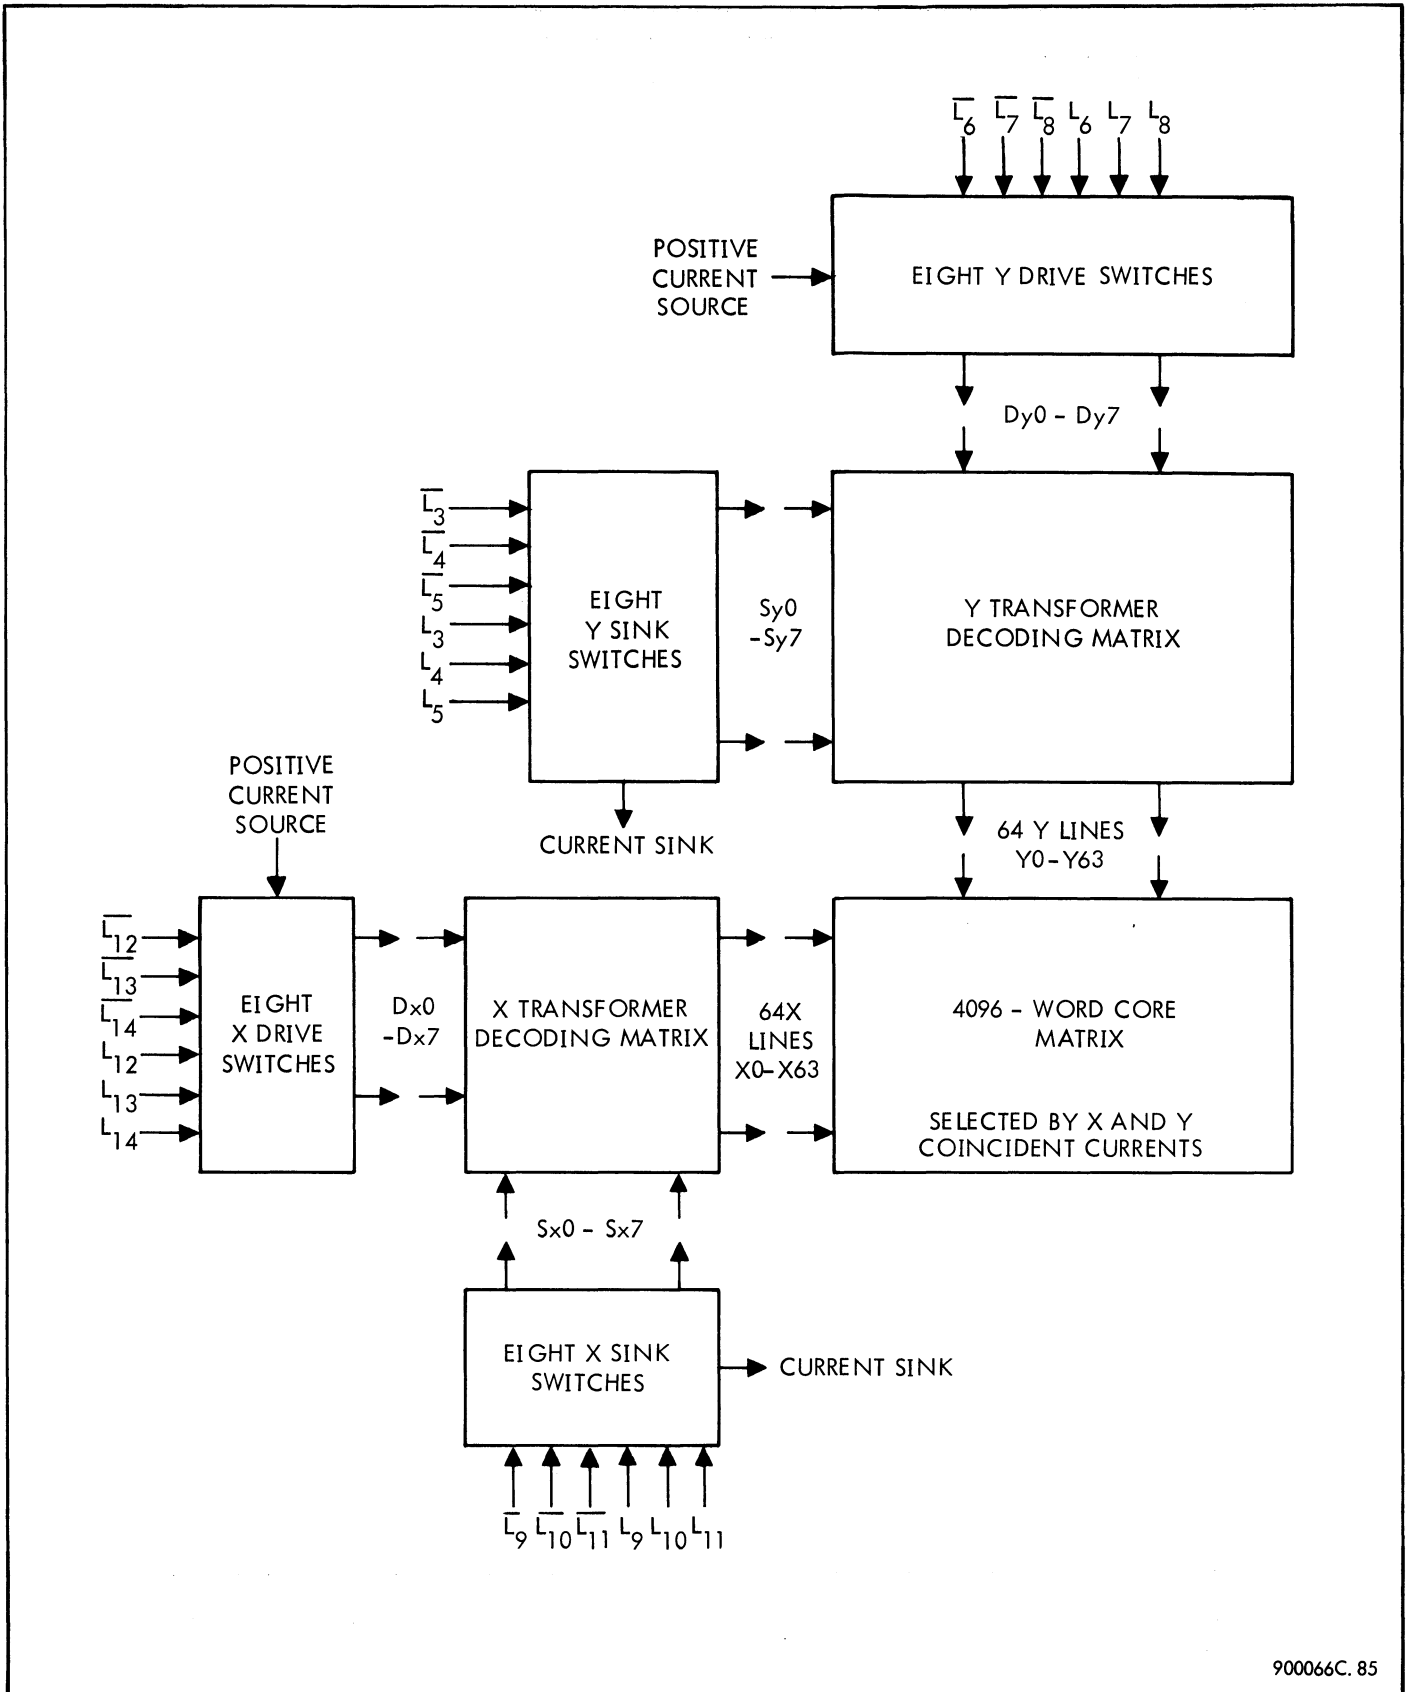 L̅6 L̅7 L̅8 L6 L7 L8
POSITIVE
CURRENT
SOURCE
EIGHT Y DRIVE SWITCHES
Dy0 - Dy7
L̅3
L̅4
L̅5
L3
L4
L5
EIGHT
Y SINK
SWITCHES
Sy0
-Sy7
Y TRANSFORMER
DECODING MATRIX
CURRENT SINK
64 Y LINES
Y0-Y63
POSITIVE
CURRENT
SOURCE
L̅12
L̅13
L̅14
L12
L13
L14
EIGHT
X DRIVE
SWITCHES
Dx0
-Dx7
X TRANSFORMER
DECODING MATRIX
64X
LINES
X0-X63
4096 - WORD CORE
MATRIX
SELECTED BY X AND Y
COINCIDENT CURRENTS
Sx0 - Sx7
EIGHT X SINK
SWITCHES
CURRENT SINK
L̅9 L̅10 L̅11 L9 L10 L11
900066C. 85